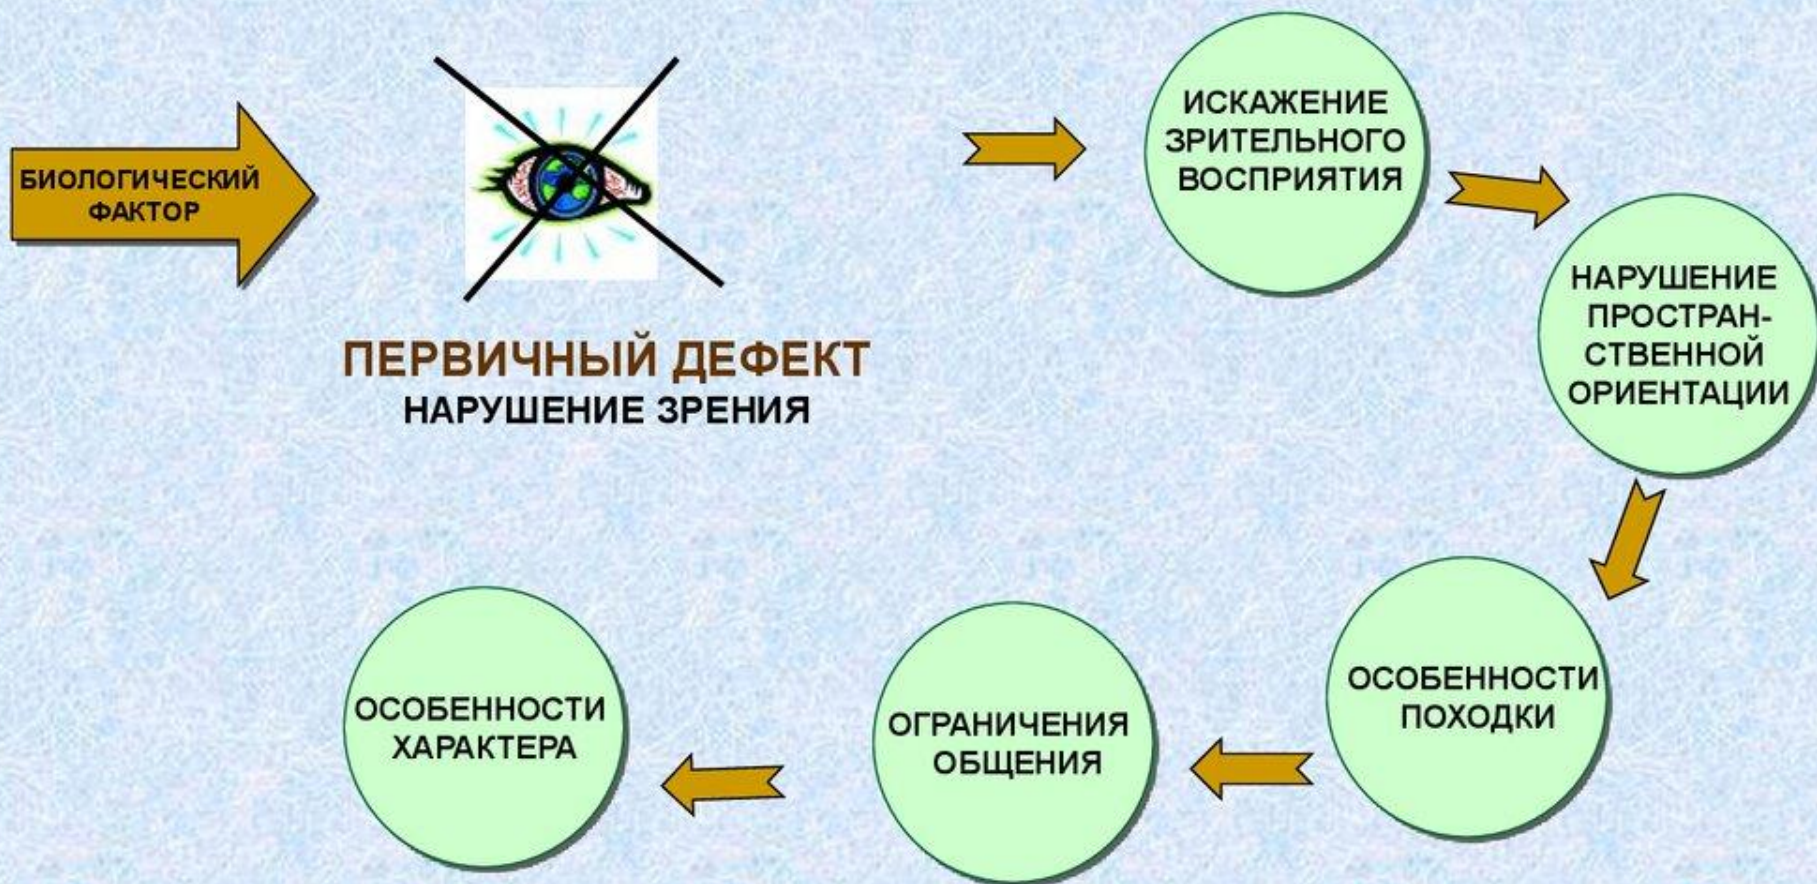 БИОЛОГИЧЕСКИЙ
ФАКТОР
ПЕРВИЧНЫЙ ДЕФЕКТ
НАРУШЕНИЕ ЗРЕНИЯ
ИСКАЖЕНИЕ
ЗРИТЕЛЬНОГО
ВОСПРИЯТИЯ
НАРУШЕНИЕ
ПРОСТРАН-
СТВЕННОЙ
ОРИЕНТАЦИИ
ОСОБЕННОСТИ
ПОХОДКИ
ОГРАНИЧЕНИЯ
ОБЩЕНИЯ
ОСОБЕННОСТИ
ХАРАКТЕРА